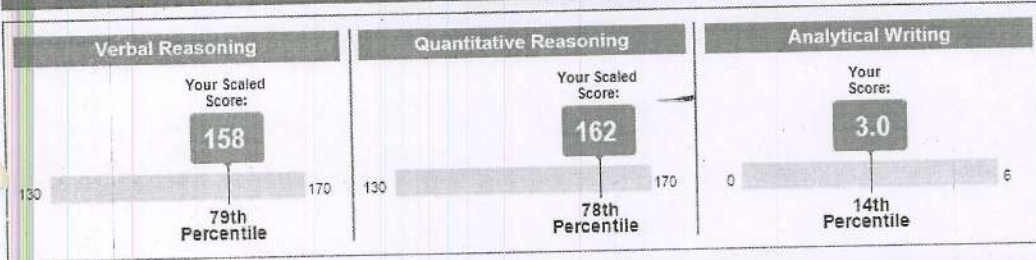 Verbal Reasoning
Your Scaled
Score:
158
130
170
79th
Percentile
Quantitative Reasoning
Your Scaled
Score:
162
130
170
78th
Percentile
Analytical Writing
Your
Score:
3.0
0
6
14th
Percentile